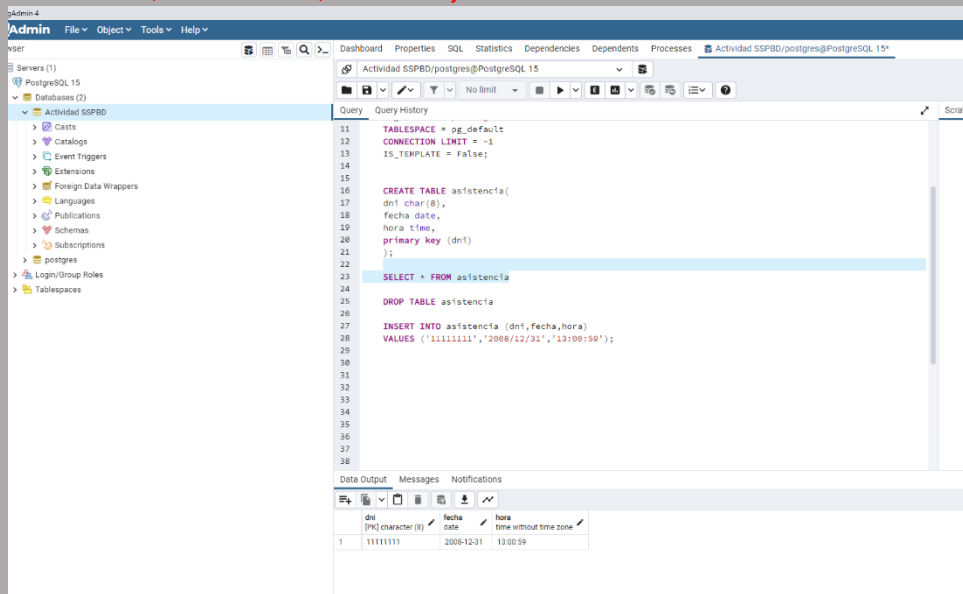 gAdmin 4
Admin File Object Tools Help
wser
Dashboard Properties SQL Statistics Dependencies Dependents Processes Actividad SSPBD/postgres@PostgreSQL 15*
Servers (1)
PostgreSQL 15
Databases (2)
Actividad SSPBD
Casts
Catalogs
Event Triggers
Extensions
Foreign Data Wrappers
Languages
Publications
Schemas
Subscriptions
postgres
Login/Group Roles
Tablespaces
Actividad SSPBD/postgres@PostgreSQL 15
No limit
Query Query History
Scra
11 TABLESPACE = pg_default
12 CONNECTION LIMIT = -1
13 IS_TEMPLATE = False;
14
15
16 CREATE TABLE asistencia(
17 dni char(8),
18 fecha date,
19 hora time,
20 primary key (dni)
21 );
22
23 SELECT * FROM asistencia
24
25 DROP TABLE asistencia
26
27 INSERT INTO asistencia (dni,fecha,hora)
28 VALUES ('11111111','2008/12/31','13:00:59');
29
30
31
32
33
34
35
36
37
38
Data Output Messages Notifications
dni fecha hora
[PK] character (8) date time without time zone
1 11111111 2008-12-31 13:00:59